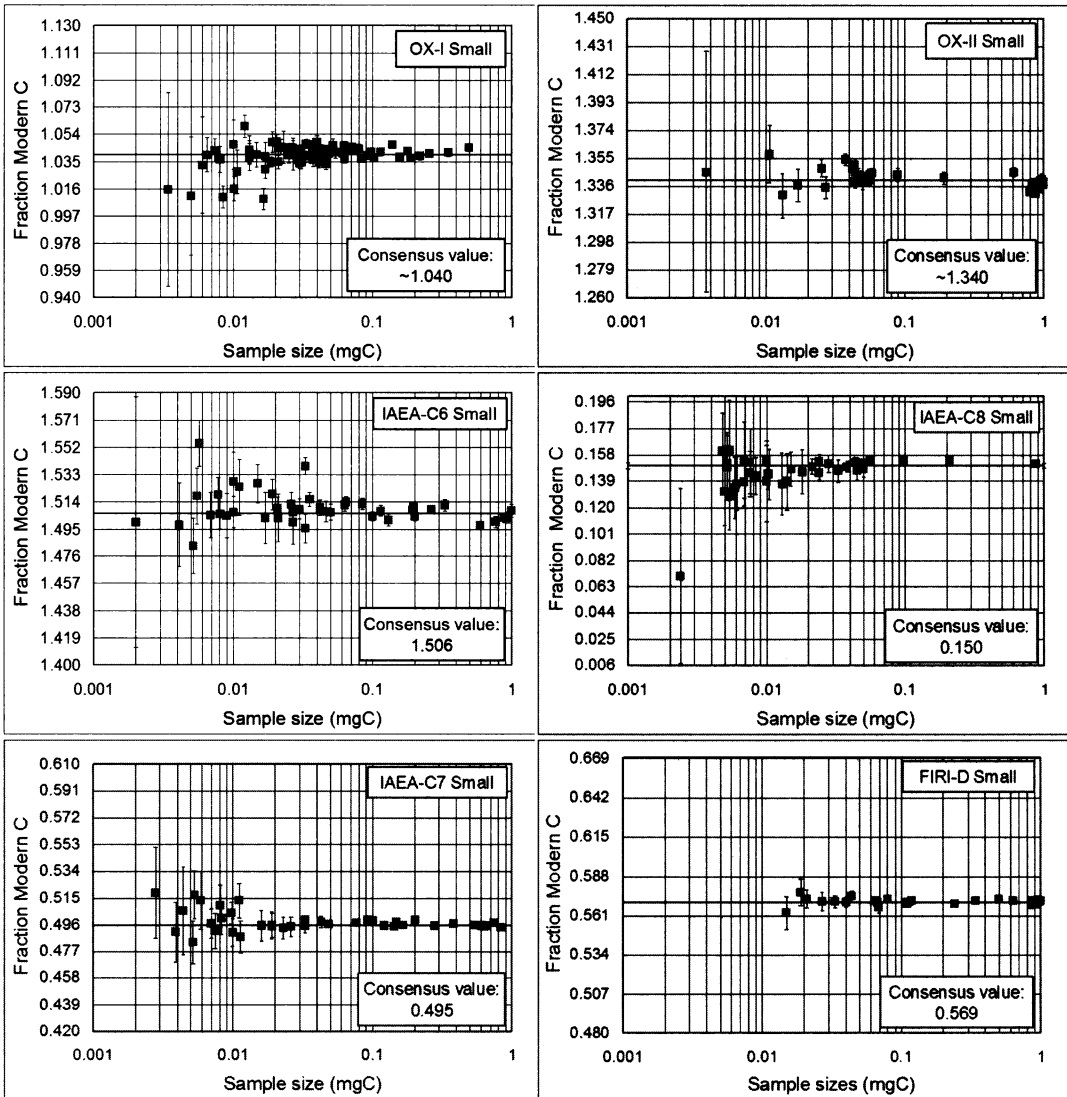 OX-I Small
Fraction Modern C
1.130
1.111
1.092
1.073
1.054
1.035
1.016
0.997
0.978
0.959
0.940
Consensus value:
~1.040
0.001 0.01 0.1 1
Sample size (mgC)
OX-II Small
Fraction Modern C
1.450
1.431
1.412
1.393
1.374
1.355
1.336
1.317
1.298
1.279
1.260
Consensus value:
~1.340
0.001 0.01 0.1 1
Sample size (mgC)
IAEA-C6 Small
Fraction Modern C
1.590
1.571
1.552
1.533
1.514
1.495
1.476
1.457
1.438
1.419
1.400
Consensus value:
1.506
0.001 0.01 0.1 1
Sample size (mgC)
IAEA-C8 Small
Fraction Modern C
0.196
0.177
0.158
0.139
0.120
0.101
0.082
0.063
0.044
0.025
0.006
Consensus value:
0.150
0.001 0.01 0.1 1
Sample size (mgC)
IAEA-C7 Small
Fraction Modern C
0.610
0.591
0.572
0.553
0.534
0.515
0.496
0.477
0.458
0.439
0.420
Consensus value:
0.495
0.001 0.01 0.1 1
Sample size (mgC)
FIRI-D Small
Fraction Modern C
0.669
0.642
0.615
0.588
0.561
0.534
0.507
0.480
Consensus value:
0.569
0.001 0.01 0.1 1
Sample sizes (mgC)